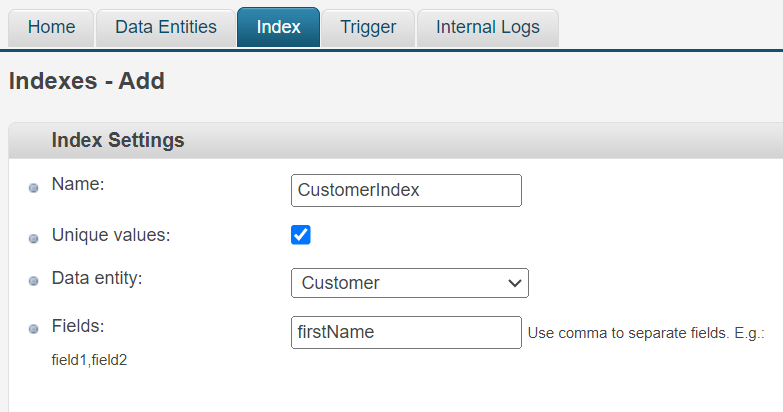 Home Data Entities Index Trigger Internal Logs
Indexes - Add
Index Settings
Name: CustomerIndex
Unique values:
Data entity: Customer
Fields: firstName Use comma to separate fields. E.g.:
field1,field2